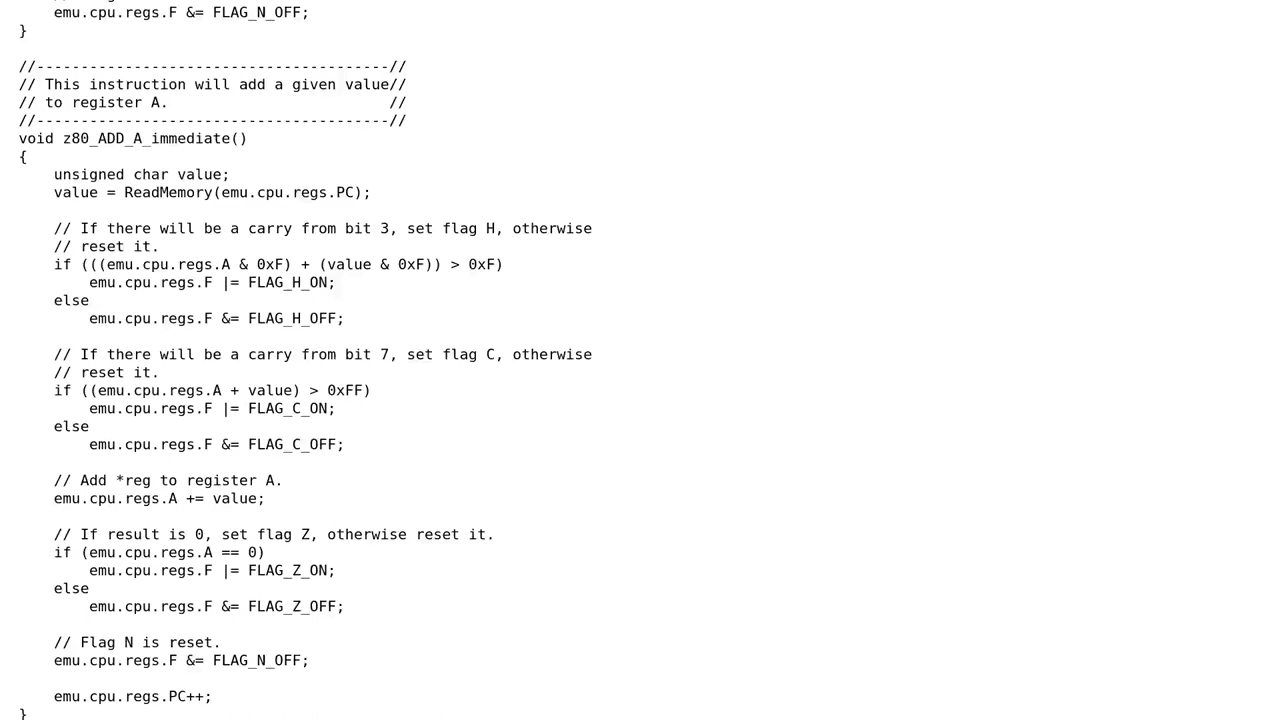 emu.cpu.regs.F &= FLAG_N_OFF;
}

//----------------------------------------//
// This instruction will add a given value//
// to register A.                         //
//----------------------------------------//
void z80_ADD_A_immediate()
{
    unsigned char value;
    value = ReadMemory(emu.cpu.regs.PC);

    // If there will be a carry from bit 3, set flag H, otherwise
    // reset it.
    if (((emu.cpu.regs.A & 0xF) + (value & 0xF)) > 0xF)
        emu.cpu.regs.F |= FLAG_H_ON;
    else
        emu.cpu.regs.F &= FLAG_H_OFF;

    // If there will be a carry from bit 7, set flag C, otherwise
    // reset it.
    if ((emu.cpu.regs.A + value) > 0xFF)
        emu.cpu.regs.F |= FLAG_C_ON;
    else
        emu.cpu.regs.F &= FLAG_C_OFF;

    // Add *reg to register A.
    emu.cpu.regs.A += value;

    // If result is 0, set flag Z, otherwise reset it.
    if (emu.cpu.regs.A == 0)
        emu.cpu.regs.F |= FLAG_Z_ON;
    else
        emu.cpu.regs.F &= FLAG_Z_OFF;

    // Flag N is reset.
    emu.cpu.regs.F &= FLAG_N_OFF;

    emu.cpu.regs.PC++;
}